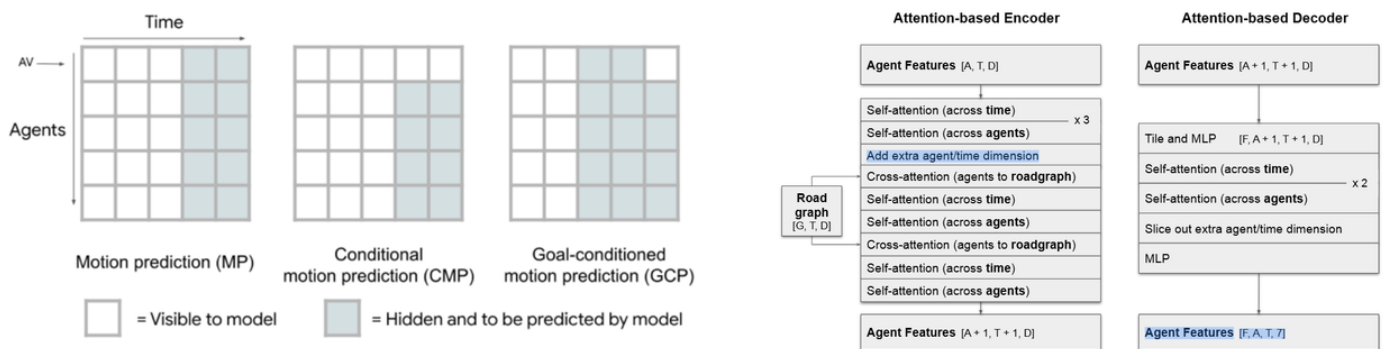 Time
AV
Agents
Motion prediction (MP)
Conditional
motion prediction (CMP)
Goal-conditioned
motion prediction (GCP)
= Visible to model
= Hidden and to be predicted by model
Attention-based Encoder
Agent Features [A, T, D]
Self-attention (across time)
x 3
Self-attention (across agents)
Add extra agent/time dimension
Cross-attention (agents to roadgraph)
Self-attention (across time)
Self-attention (across agents)
Cross-attention (agents to roadgraph)
Self-attention (across time)
Self-attention (across agents)
Agent Features [A + 1, T + 1, D]
Road
graph
[G, T, D]
Attention-based Decoder
Agent Features [A + 1, T + 1, D]
Tile and MLP [F, A + 1, T + 1, D]
Self-attention (across time)
x 2
Self-attention (across agents)
Slice out extra agent/time dimension
MLP
Agent Features [F, A, T, 7]